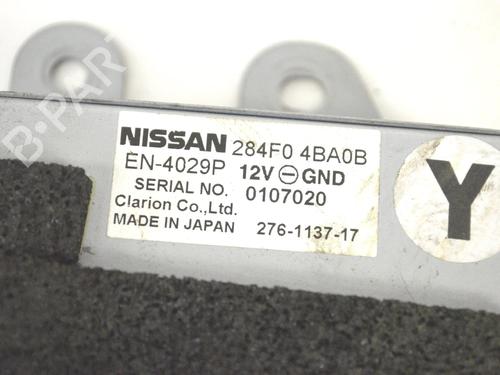 NISSAN 284F0 4BA0B
EN-4029P 12V ⊖ GND
SERIAL NO. 0107020
Clarion Co.,Ltd.
MADE IN JAPAN 276-1137-17
Y
B-PART